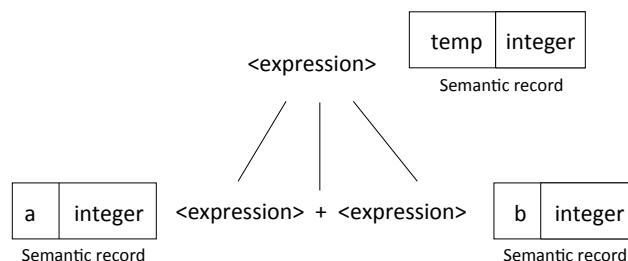 temp integer
<expression>
Semantic record
a integer <expression> + <expression> b integer
Semantic record Semantic record